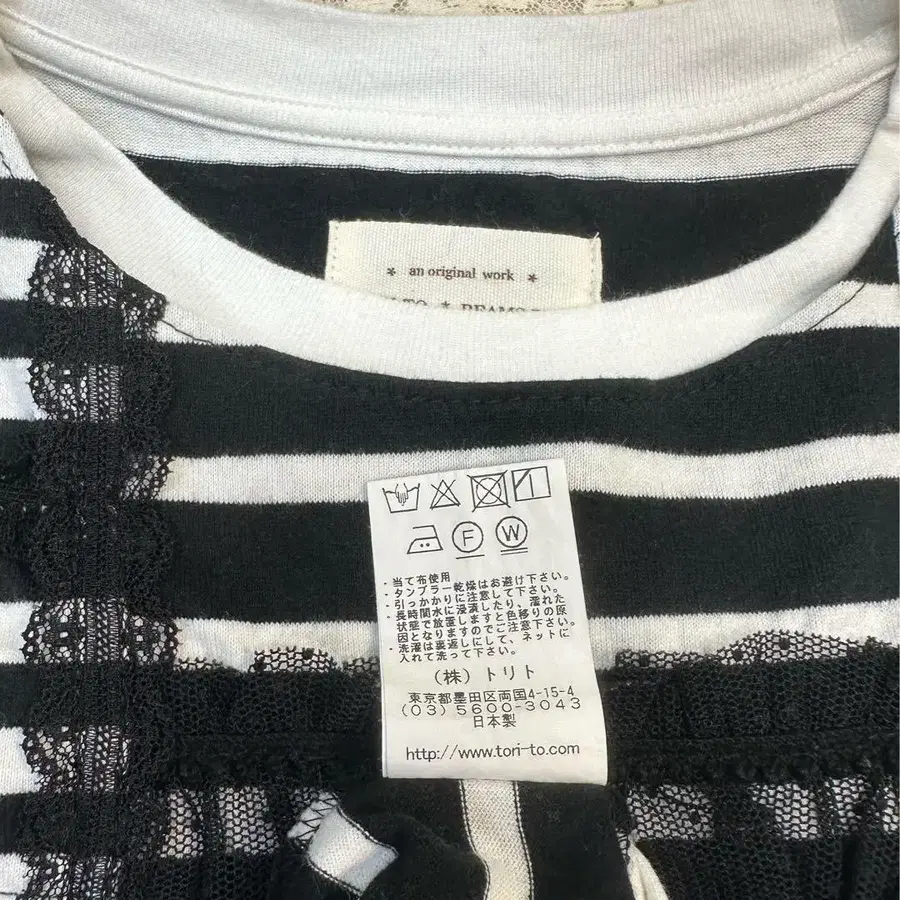 * an original work *
TO * BEAMS
F W
・当て布使用
・タンブラー乾燥はお避け下さい。
・引っかかりに注意して下さい。
・長時間水に浸漬したり、濡れた
状態で放置しますと色移りの原
因となりますのでご注意下さい。
・洗濯は裏返しにして、ネットに
入れて洗って下さい。
(株)トリト
東京都墨田区両国4-15-4
(03)5600-3043
日本製
http://www.tori-to.com